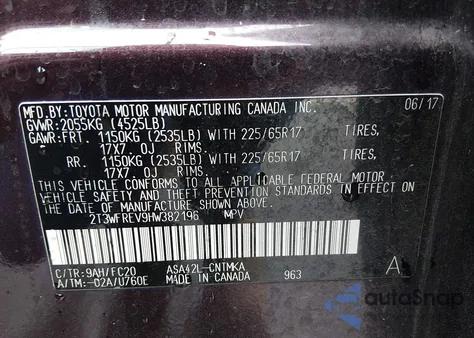 MFD.BY:TOYOTA MOTOR MANUFACTURING CANADA INC. 06/17
GVWR:2055KG (4525LB)
GAWR:FRT. 1150KG (2535LB) WITH 225/65R17 TIRES,
17X7.0J RIMS.
RR. 1150KG (2535LB) WITH 225/65R17 TIRES,
17X7.0J RIMS.
THIS VEHICLE CONFORMS TO ALL APPLICABLE FEDERAL MOTOR
VEHICLE SAFETY AND THEFT PREVENTION STANDARDS IN EFFECT
ON THE DATE OF MANUFACTURE SHOWN ABOVE.
2T3WFREV9HW382196 MPV
C/TR:9AH/FC20 ASA42L-CNTMKA
A/TM:-02A/U760E MADE IN CANADA 963 A
autoSnap